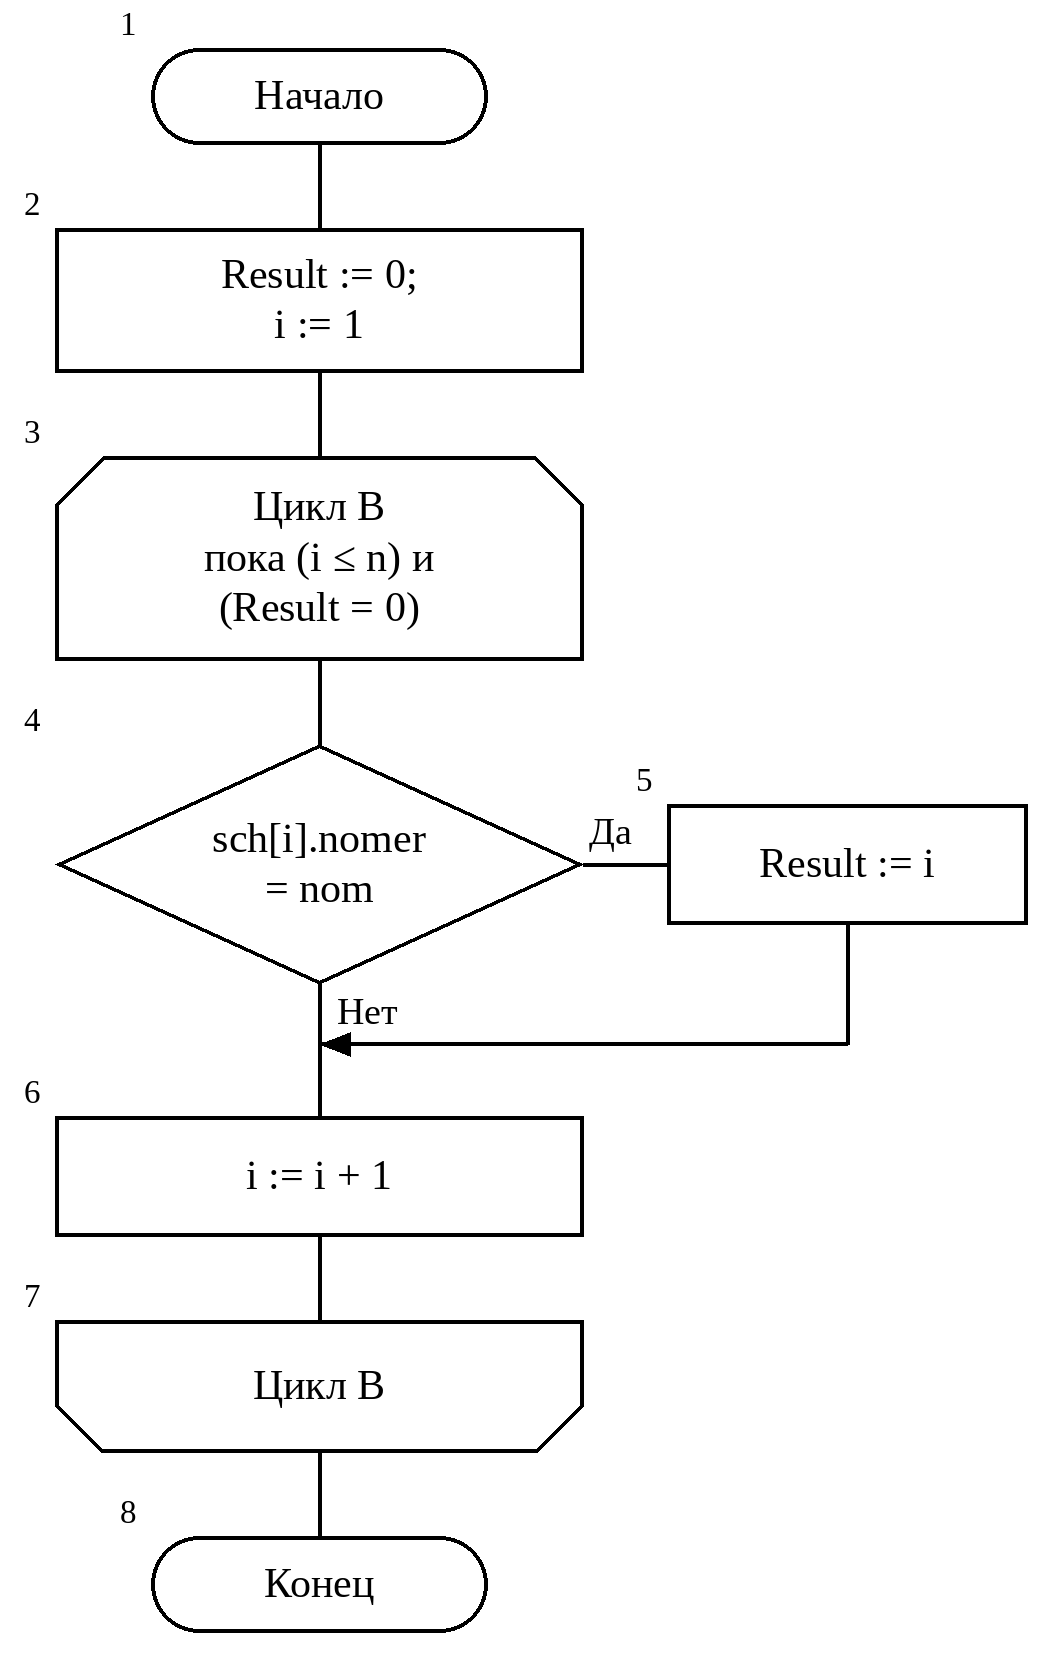 1
Начало
2
Result := 0;
i := 1
3
Цикл B
пока (i ≤ n) и
(Result = 0)
4
sch[i].nomer
= nom
Да
5
Result := i
Нет
6
i := i + 1
7
Цикл B
8
Конец